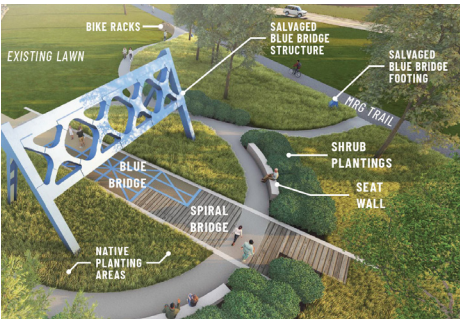 BIKE RACKS
SALVAGED
BLUE BRIDGE
STRUCTURE
EXISTING LAWN
SALVAGED
BLUE BRIDGE
FOOTING
MRG TRAIL
SHRUB
PLANTINGS
BLUE
BRIDGE
SEAT
WALL
SPIRAL
BRIDGE
NATIVE
PLANTING
AREAS